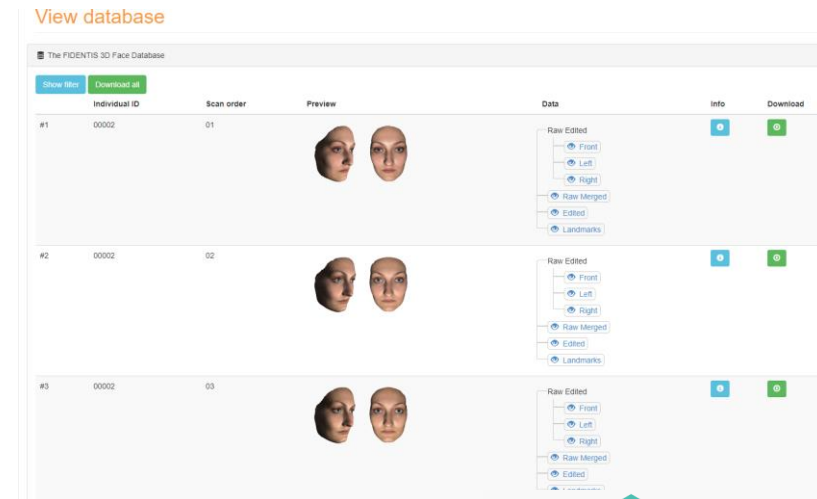 View database
The FIDENTIS 3D Face Database
Show filter Download all
Individual ID Scan order Preview Data Info Download
#1 00002 01 Raw Edited
Front
Left
Right
Raw Merged
Edited
Landmarks
#2 00002 02 Raw Edited
Front
Left
Right
Raw Merged
Edited
Landmarks
#3 00002 03 Raw Edited
Front
Left
Right
Raw Merged
Edited